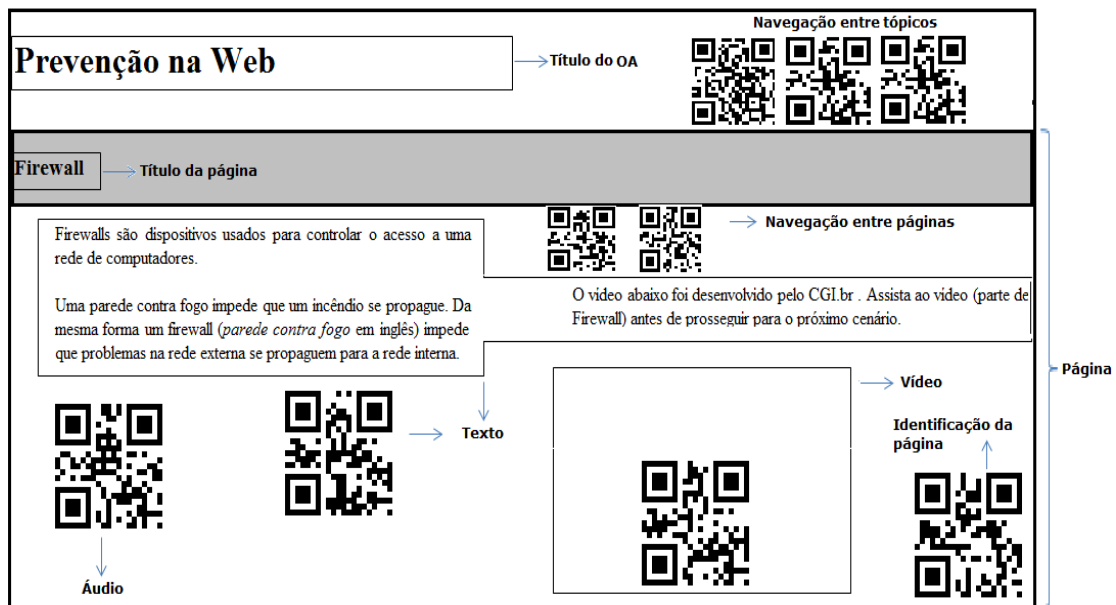 Navegação entre tópicos
Prevenção na Web
Título do OA
Firewall
Título da página
Navegação entre páginas
Firewalls são dispositivos usados para controlar o acesso a uma
rede de computadores.
Uma parede contra fogo impede que um incêndio se propague. Da
mesma forma um firewall (parede contra fogo em inglês) impede
que problemas na rede externa se propaguem para a rede interna.
O video abaixo foi desenvolvido pelo CGI.br . Assista ao vídeo (parte de
Firewall) antes de prosseguir para o próximo cenário.
Página
Vídeo
Texto
Identificação da
página
Áudio